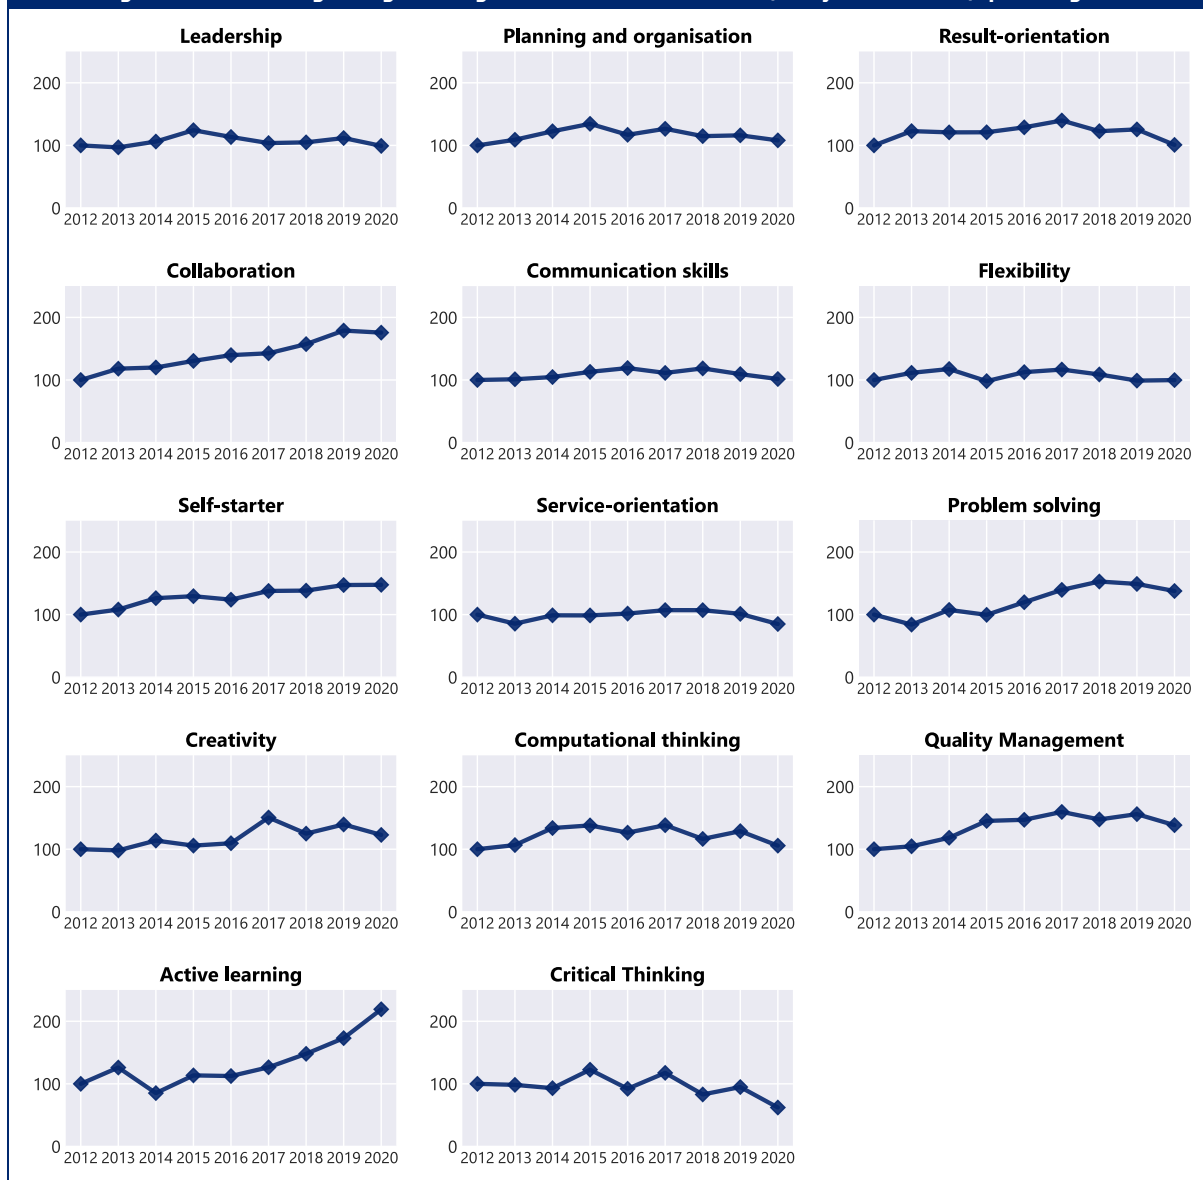 Leadership
Planning and organisation
Result-orientation
200
100
0
2012 2013 2014 2015 2016 2017 2018 2019 2020
200
100
0
2012 2013 2014 2015 2016 2017 2018 2019 2020
200
100
0
2012 2013 2014 2015 2016 2017 2018 2019 2020
Collaboration
Communication skills
Flexibility
200
100
0
2012 2013 2014 2015 2016 2017 2018 2019 2020
200
100
0
2012 2013 2014 2015 2016 2017 2018 2019 2020
200
100
0
2012 2013 2014 2015 2016 2017 2018 2019 2020
Self-starter
Service-orientation
Problem solving
200
100
0
2012 2013 2014 2015 2016 2017 2018 2019 2020
200
100
0
2012 2013 2014 2015 2016 2017 2018 2019 2020
200
100
0
2012 2013 2014 2015 2016 2017 2018 2019 2020
Creativity
Computational thinking
Quality Management
200
100
0
2012 2013 2014 2015 2016 2017 2018 2019 2020
200
100
0
2012 2013 2014 2015 2016 2017 2018 2019 2020
200
100
0
2012 2013 2014 2015 2016 2017 2018 2019 2020
Active learning
Critical Thinking
200
100
0
2012 2013 2014 2015 2016 2017 2018 2019 2020
200
100
0
2012 2013 2014 2015 2016 2017 2018 2019 2020